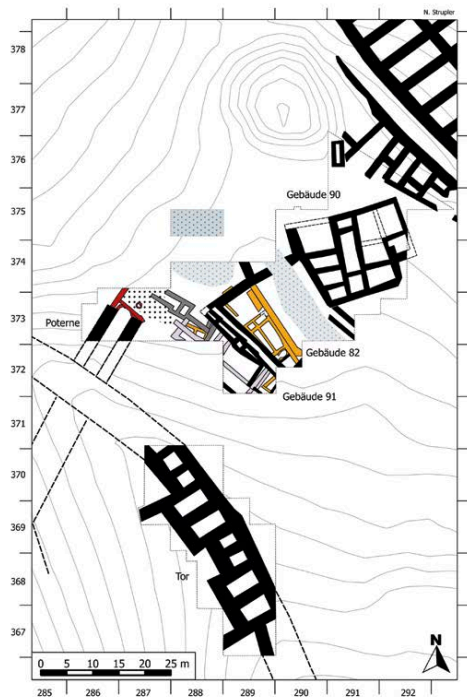 N. Strupler
378
377
376
Gebäude 90
375
374
373
Poterne
Gebäude 82
372
Gebäude 91
371
370
369
368
Tor
367
N
0 5 10 15 20 25 m
285 286 287 288 289 290 291 292